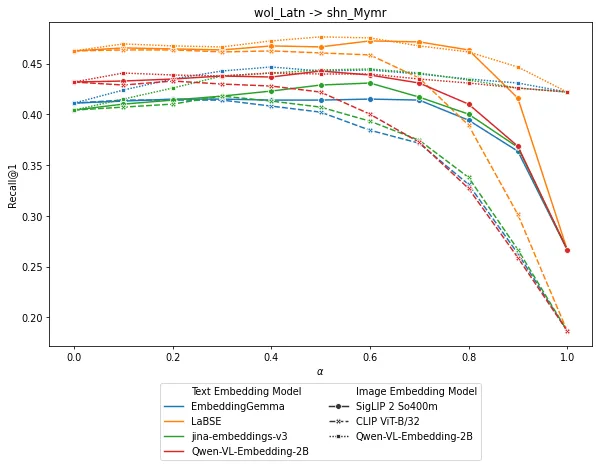 wol_Latn -> shn_Mymr
Recall@1
0.45
0.40
0.35
0.30
0.25
0.20
0.0 0.2 0.4 0.6 0.8 1.0
α
Text Embedding Model Image Embedding Model
EmbeddingGemma SigLIP 2 So400m
LaBSE CLIP ViT-B/32
jina-embeddings-v3 Qwen-VL-Embedding-2B
Qwen-VL-Embedding-2B